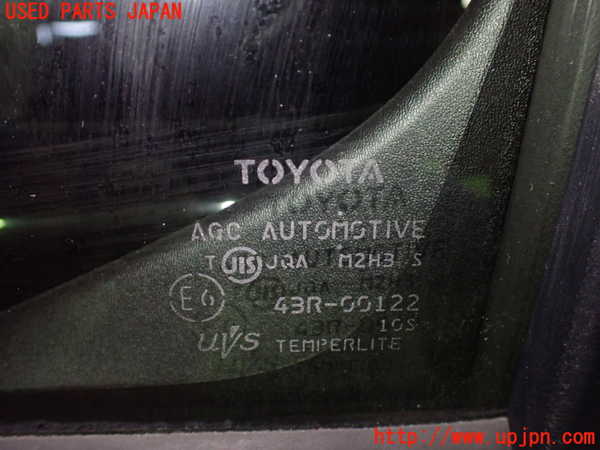 USED PARTS JAPAN
TOYOTA
AGC AUTOMOTIVE
T JIS JQA M2H3 S
E6 43R-00122
10S
UVS TEMPERLITE
http://www.upjpn.com/